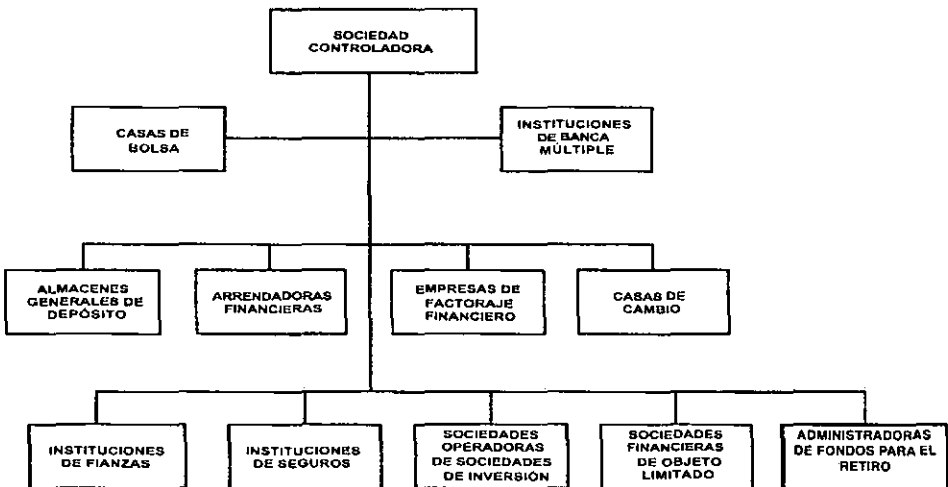 SOCIEDAD
CONTROLADORA
CASAS DE
BOLSA
INSTITUCIONES
DE BANCA
MÚLTIPLE
ALMACENES
GENERALES DE
DEPÓSITO
ARRENDADORAS
FINANCIERAS
EMPRESAS DE
FACTORAJE
FINANCIERO
CASAS DE
CAMBIO
INSTITUCIONES
DE FIANZAS
INSTITUCIONES
DE SEGUROS
SOCIEDADES
OPERADORAS
DE SOCIEDADES
DE INVERSIÓN
SOCIEDADES
FINANCIERAS
DE OBJETO
LIMITADO
ADMINISTRADORAS
DE FONDOS PARA EL
RETIRO